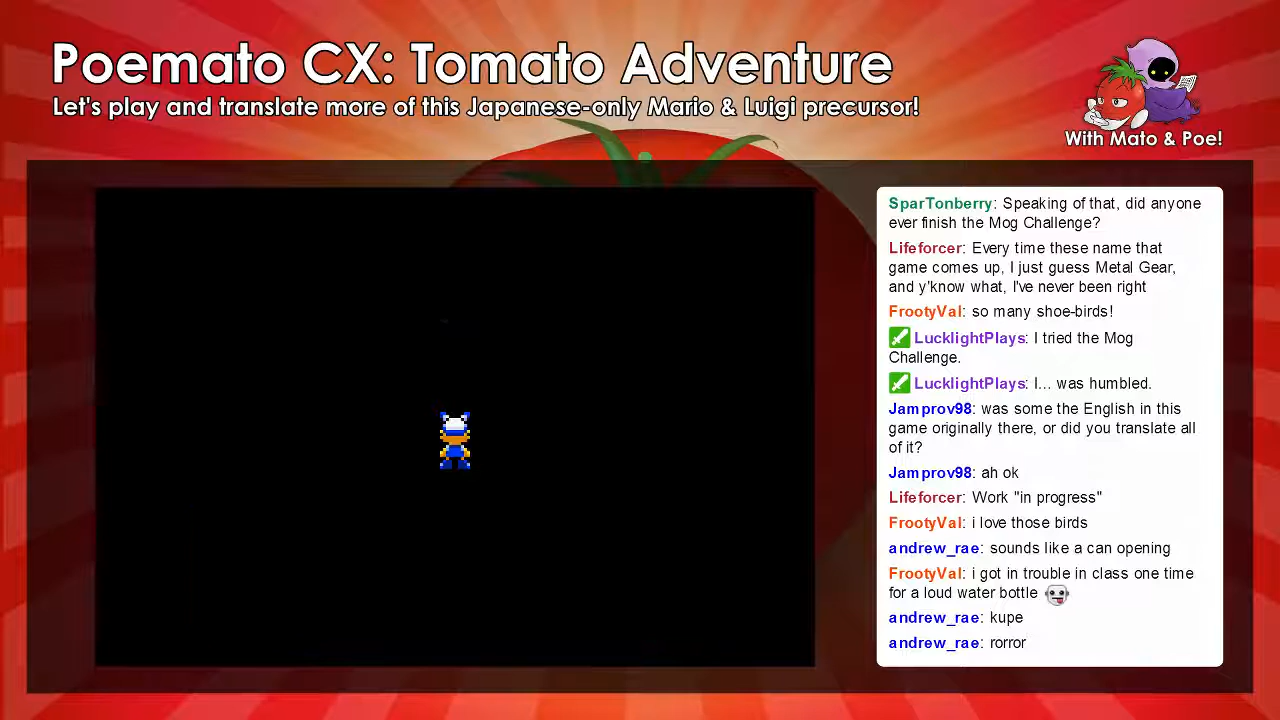 Poemato CX: Tomato Adventure
Let's play and translate more of this Japanese-only Mario & Luigi precursor!
With Mato & Poe!
SparTonberry: Speaking of that, did anyone
ever finish the Mog Challenge?
Lifeforcer: Every time these name that
game comes up, I just guess Metal Gear,
and y'know what, I've never been right
FrootyVal: so many shoe-birds!
LucklightPlays: I tried the Mog
Challenge.
LucklightPlays: I... was humbled.
Jamprov98: was some the English in this
game originally there, or did you translate all
of it?
Jamprov98: ah ok
Lifeforcer: Work "in progress"
FrootyVal: i love those birds
andrew_rae: sounds like a can opening
FrootyVal: i got in trouble in class one time
for a loud water bottle
andrew_rae: kupe
andrew_rae: rorror